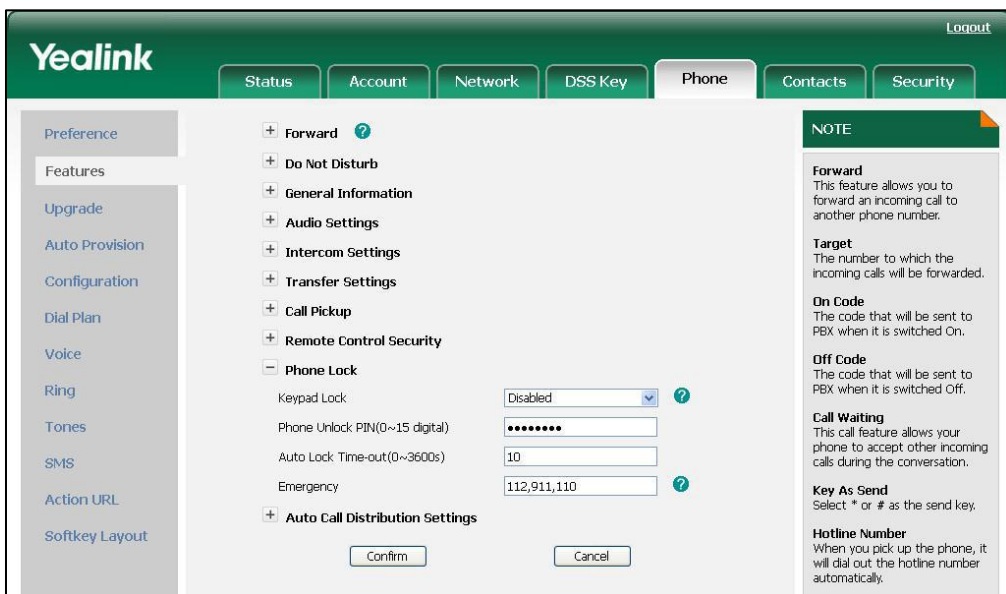 Logout
Yealink
Status
Account
Network
DSS Key
Phone
Contacts
Security
Preference
Features
Upgrade
Auto Provision
Configuration
Dial Plan
Voice
Ring
Tones
SMS
Action URL
Softkey Layout
+ Forward ?
+ Do Not Disturb
+ General Information
+ Audio Settings
+ Intercom Settings
+ Transfer Settings
+ Call Pickup
+ Remote Control Security
− Phone Lock
Keypad Lock Disabled ?
Phone Unlock PIN(0~15 digital) ••••••••
Auto Lock Time-out(0~3600s) 10
Emergency 112,911,110 ?
+ Auto Call Distribution Settings
Confirm Cancel
NOTE
Forward
This feature allows you to
forward an incoming call to
another phone number.
Target
The number to which the
incoming calls will be forwarded.
On Code
The code that will be sent to
PBX when it is switched On.
Off Code
The code that will be sent to
PBX when it is switched Off.
Call Waiting
This call feature allows your
phone to accept other incoming
calls during the conversation.
Key As Send
Select * or # as the send key.
Hotline Number
When you pick up the phone, it
will dial out the hotline number
automatically.